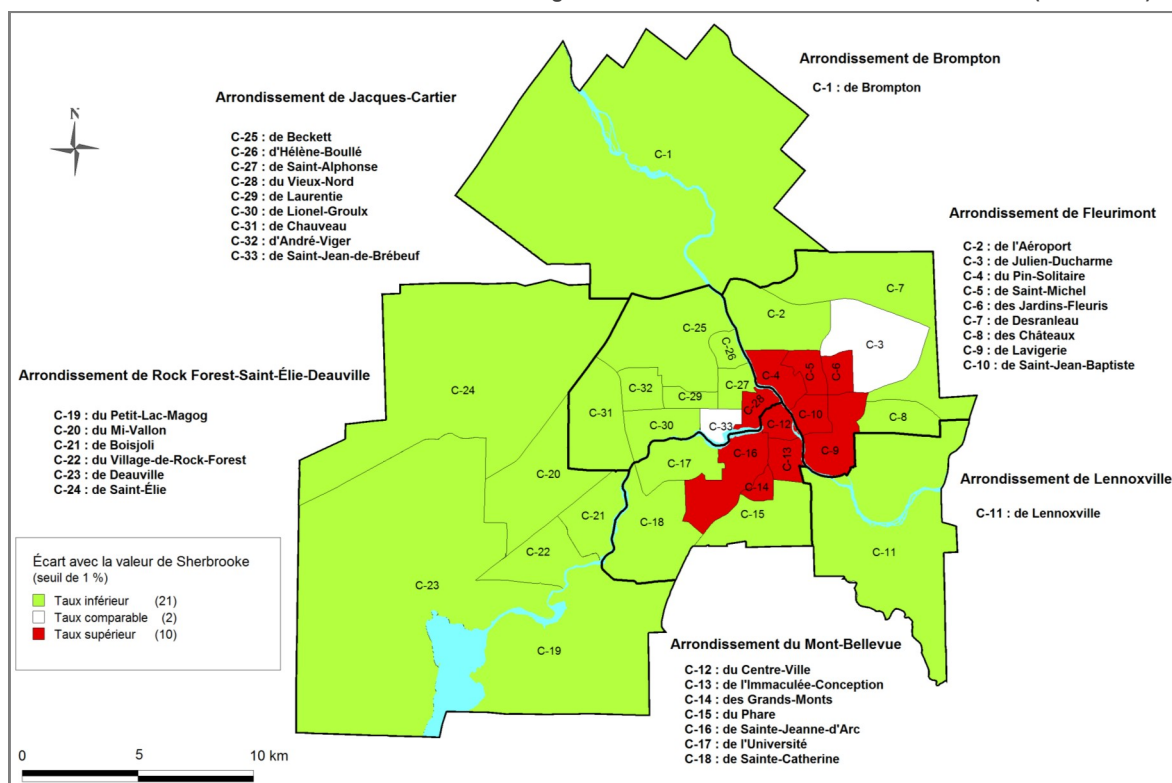 Arrondissement de Brompton
C-1 : de Brompton
Arrondissement de Jacques-Cartier
C-25 : de Beckett
C-26 : d'Hélène-Boullé
C-27 : de Saint-Alphonse
C-28 : du Vieux-Nord
C-29 : de Laurentie
C-30 : de Lionel-Groulx
C-31 : de Chauveau
C-32 : d'André-Viger
C-33 : de Saint-Jean-de-Brébeuf
N
Arrondissement de Fleurimont
C-2 : de l'Aéroport
C-3 : de Julien-Ducharme
C-4 : du Pin-Solitaire
C-5 : de Saint-Michel
C-6 : des Jardins-Fleuris
C-7 : de Desranleau
C-8 : des Châteaux
C-9 : de Lavigerie
C-10 : de Saint-Jean-Baptiste
Arrondissement de Rock Forest-Saint-Élie-Deauville
C-19 : du Petit-Lac-Magog
C-20 : du Mi-Vallon
C-21 : de Boisjoli
C-22 : du Village-de-Rock-Forest
C-23 : de Deauville
C-24 : de Saint-Élie
Arrondissement de Lennoxville
C-11 : de Lennoxville
Écart avec la valeur de Sherbrooke
(seuil de 1 %)
Taux inférieur (21)
Taux comparable (2)
Taux supérieur (10)
Arrondissement du Mont-Bellevue
C-12 : du Centre-Ville
C-13 : de l'Immaculée-Conception
C-14 : des Grands-Monts
C-15 : du Phare
C-16 : de Sainte-Jeanne-d'Arc
C-17 : de l'Université
C-18 : de Sainte-Catherine
C-1
C-7
C-2
C-3
C-25
C-26
C-4
C-5
C-6
C-24
C-32
C-29
C-27
C-28
C-31
C-30
C-33
C-12
C-10
C-8
C-9
C-17
C-16
C-13
C-14
C-20
C-21
C-18
C-15
C-22
C-23
C-11
C-19
0 5 10 km